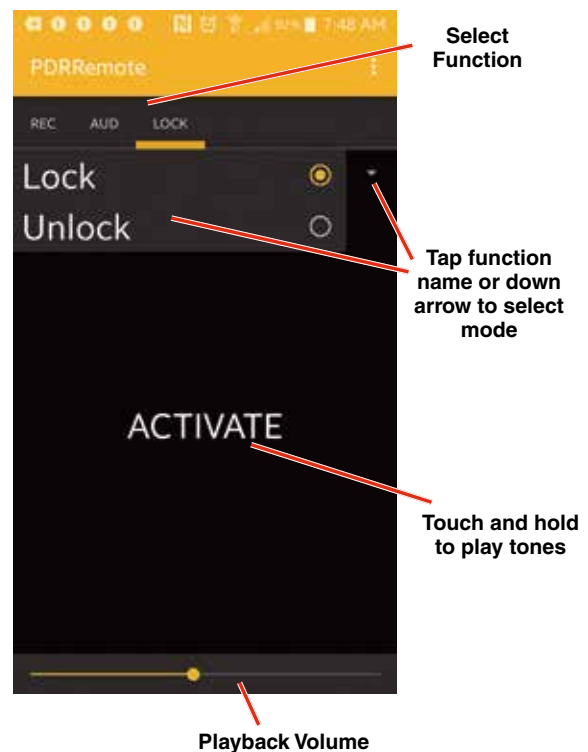 7:48 AM
Select
Function
PDRRemote
REC AUD LOCK
Lock
Unlock
Tap function
name or down
arrow to select
mode
ACTIVATE
Touch and hold
to play tones
Playback Volume